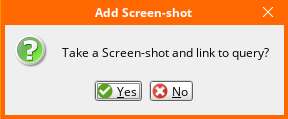 Add Screen-shot
Take a Screen-shot and link to query?
Yes
No